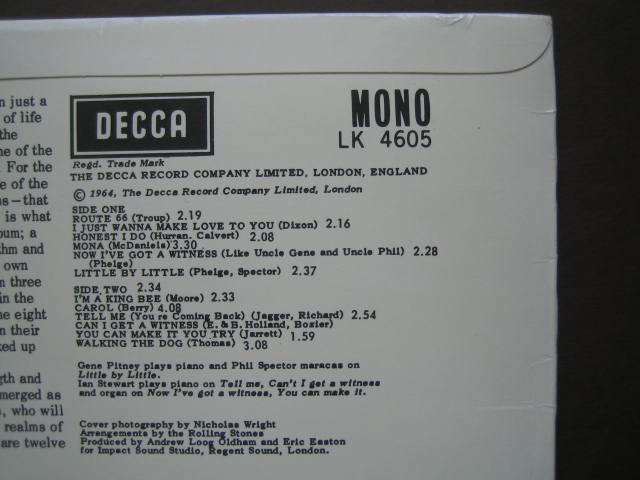 n just a
of life
the
ne of the
. For the
e of the
ss – that
is what
bum; a
thm and
own
m three
in the
ne eight
n their
ked up
gth and
merged as
s, who will
realms of
are twelve
DECCA
MONO
LK 4605
Regd. Trade Mark
THE DECCA RECORD COMPANY LIMITED, LONDON, ENGLAND
© 1964, The Decca Record Company Limited, London
SIDE ONE
ROUTE 66 (Troup) 2.19
I JUST WANNA MAKE LOVE TO YOU (Dixon) 2.16
HONEST I DO (Hurran. Calvert) 2.08
MONA (McDaniels) 3.30
NOW I'VE GOT A WITNESS (Like Uncle Gene and Uncle Phil) 2.28
(Phelge)
LITTLE BY LITTLE (Phelge, Spector) 2.37
SIDE TWO 2.34
I'M A KING BEE (Moore) 2.33
CAROL (Berry) 4.08
TELL ME (You're Coming Back) (Jagger, Richard) 2.54
CAN I GET A WITNESS (E. & B. Holland, Bozier)
YOU CAN MAKE IT YOU TRY (Jarrett) 1.59
WALKING THE DOG (Thomas) 3.08
Gene Pitney plays piano and Phil Spector maracas on
Little by Little.
Ian Stewart plays piano on Tell me, Can't I get a witness
and organ on Now I've got a witness, You can make it.
Cover photography by Nicholas Wright
Arrangements by the Rolling Stones
Produced by Andrew Loog Oldham and Eric Easton
for Impact Sound Studio, Regent Sound, London.